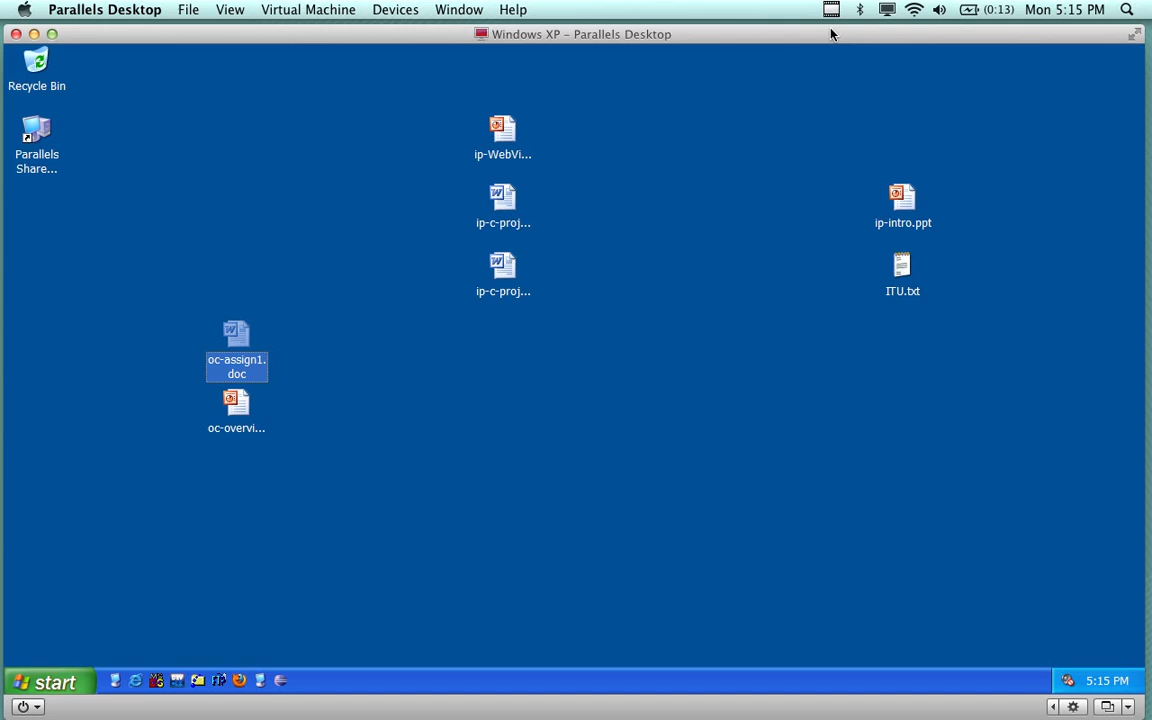 Parallels Desktop File View Virtual Machine Devices Window Help (0:13) Mon 5:15 PM
Windows XP – Parallels Desktop
Recycle Bin
Parallels
Share...
ip-WebVi...
ip-c-proj...
ip-c-proj...
ip-intro.ppt
ITU.txt
oc-assign1.
doc
oc-overvi...
start 5:15 PM